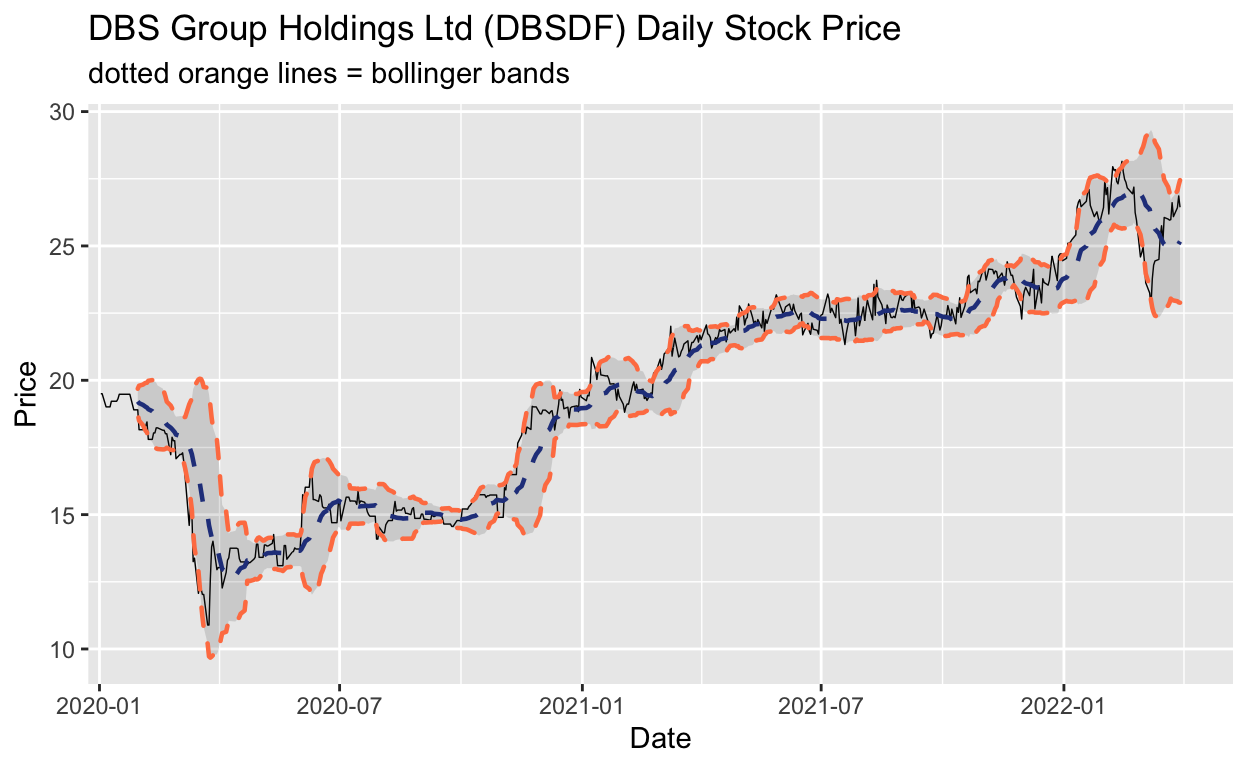 DBS Group Holdings Ltd (DBSDF) Daily Stock Price
dotted orange lines = bollinger bands
30
25
20
15
10
Price
2020-01
2020-07
2021-01
2021-07
2022-01
Date